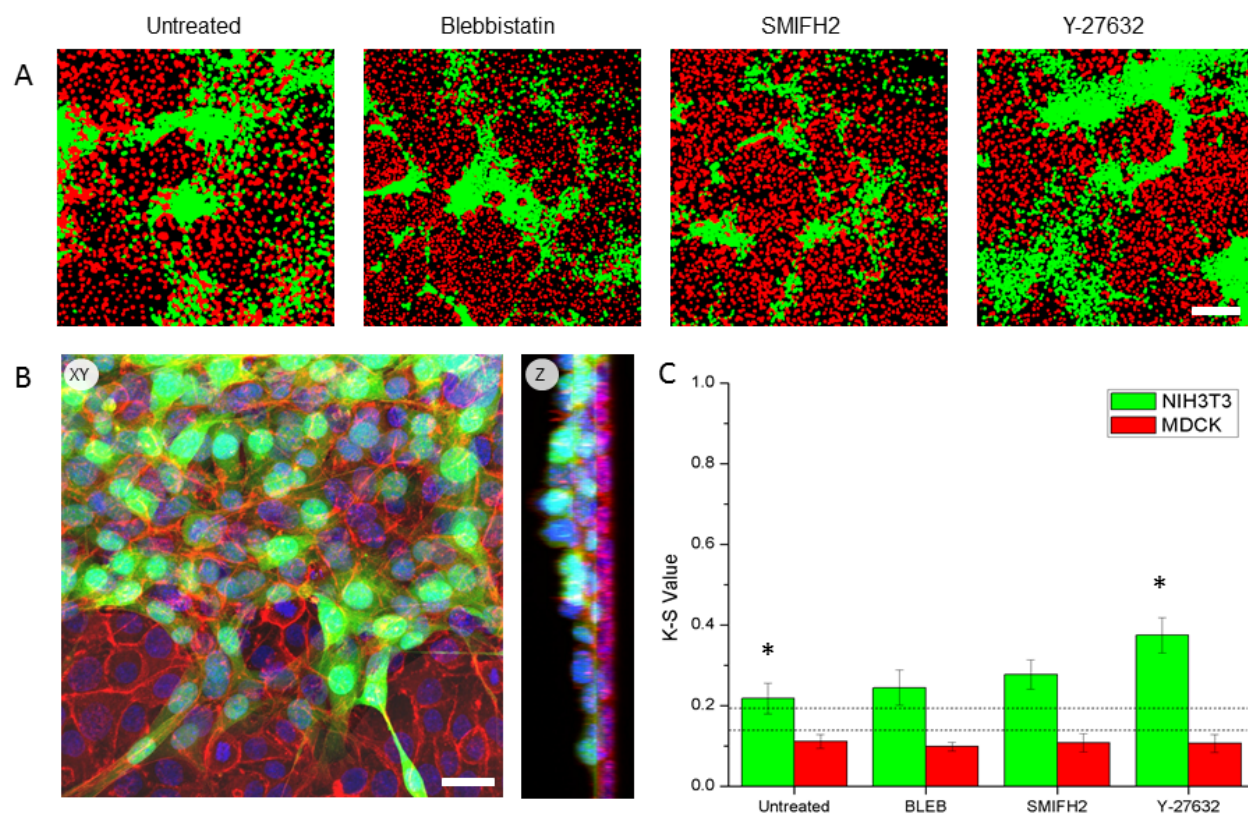 Untreated
Blebbistatin
SMIFH2
Y-27632
A
B
XY
Z
C
1.0
0.8
0.6
0.4
0.2
0.0
K-S Value
NIH3T3
MDCK
*
*
Untreated
BLEB
SMIFH2
Y-27632